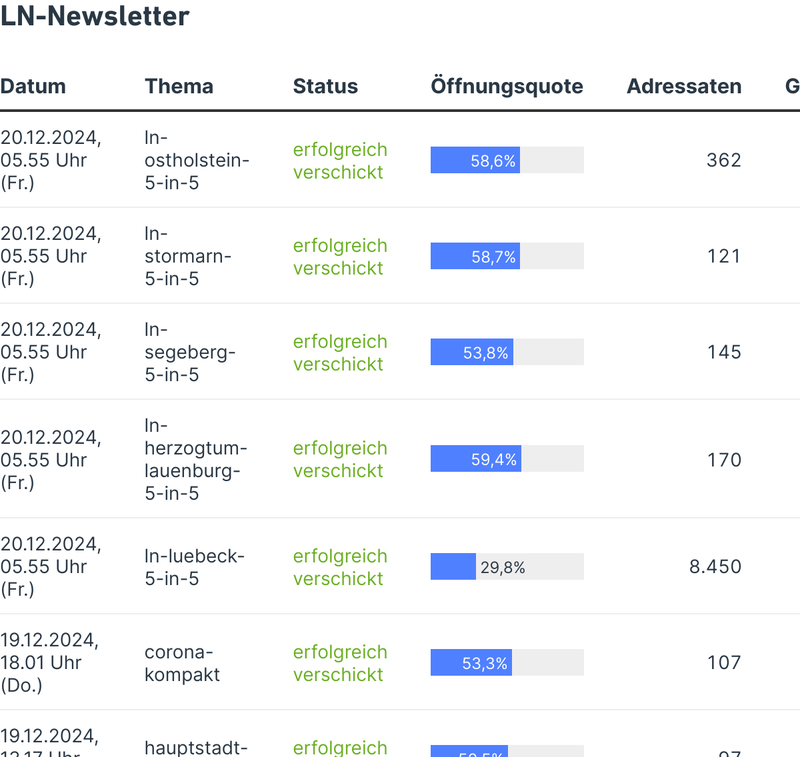 LN-Newsletter
Datum Thema Status Öffnungsquote Adressaten G
20.12.2024,
05.55 Uhr
(Fr.)
ln-
ostholstein-
5-in-5
erfolgreich
verschickt
58,6%
362
20.12.2024,
05.55 Uhr
(Fr.)
ln-
stormarn-
5-in-5
erfolgreich
verschickt
58,7%
121
20.12.2024,
05.55 Uhr
(Fr.)
ln-
segeberg-
5-in-5
erfolgreich
verschickt
53,8%
145
20.12.2024,
05.55 Uhr
(Fr.)
ln-
herzogtum-
lauenburg-
5-in-5
erfolgreich
verschickt
59,4%
170
20.12.2024,
05.55 Uhr
(Fr.)
ln-luebeck-
5-in-5
erfolgreich
verschickt
29,8%
8.450
19.12.2024,
18.01 Uhr
(Do.)
corona-
kompakt
erfolgreich
verschickt
53,3%
107
19.12.2024,
Uhr
hauptstadt-
erfolgreich
97